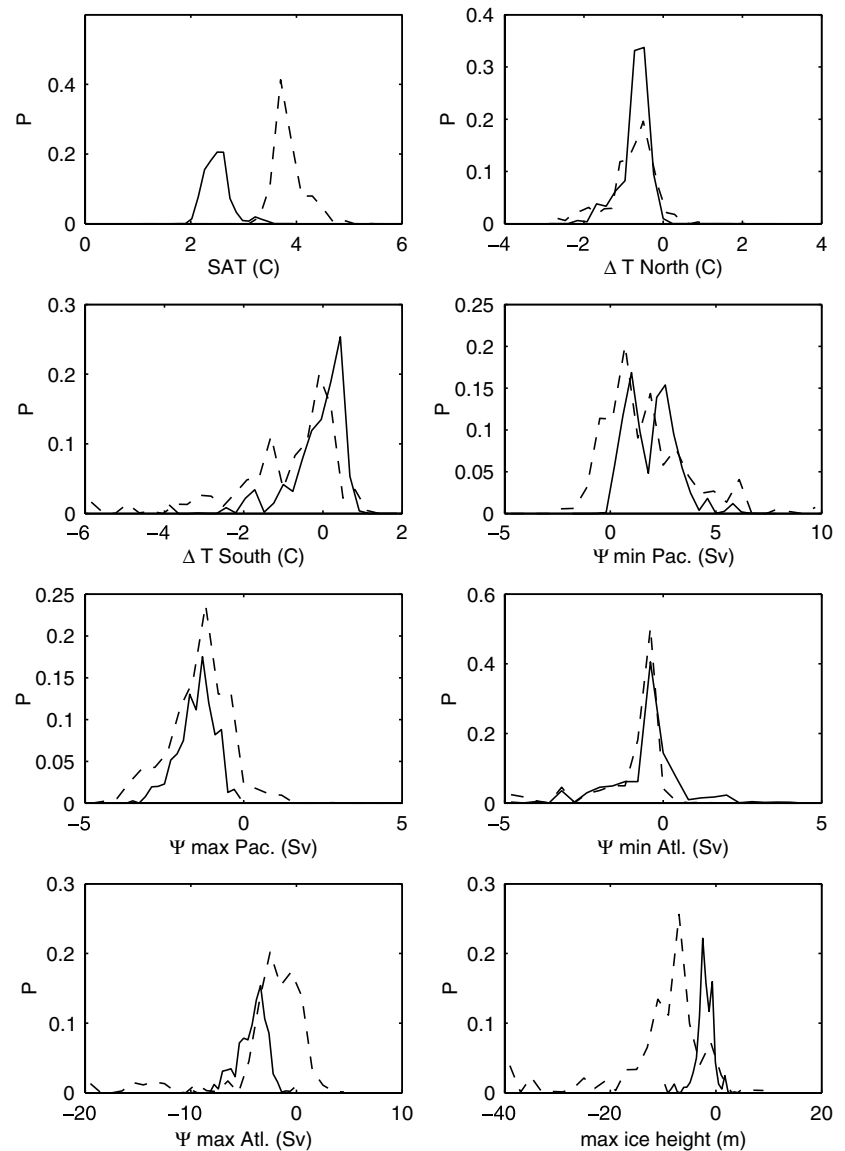 0.4
0.2
0
P
0 2 4 6
SAT (C)
0.4
0.3
0.2
0.1
0
P
−4 −2 0 2 4
Δ T North (C)
0.3
0.2
0.1
0
P
−6 −4 −2 0 2
Δ T South (C)
0.25
0.2
0.15
0.1
0.05
0
P
−5 0 5 10
Ψ min Pac. (Sv)
0.25
0.2
0.15
0.1
0.05
0
P
−5 0 5
Ψ max Pac. (Sv)
0.6
0.4
0.2
0
P
−5 0 5
Ψ min Atl. (Sv)
0.3
0.2
0.1
0
P
−20 −10 0 10
Ψ max Atl. (Sv)
0.3
0.2
0.1
0
P
−40 −20 0 20
max ice height (m)